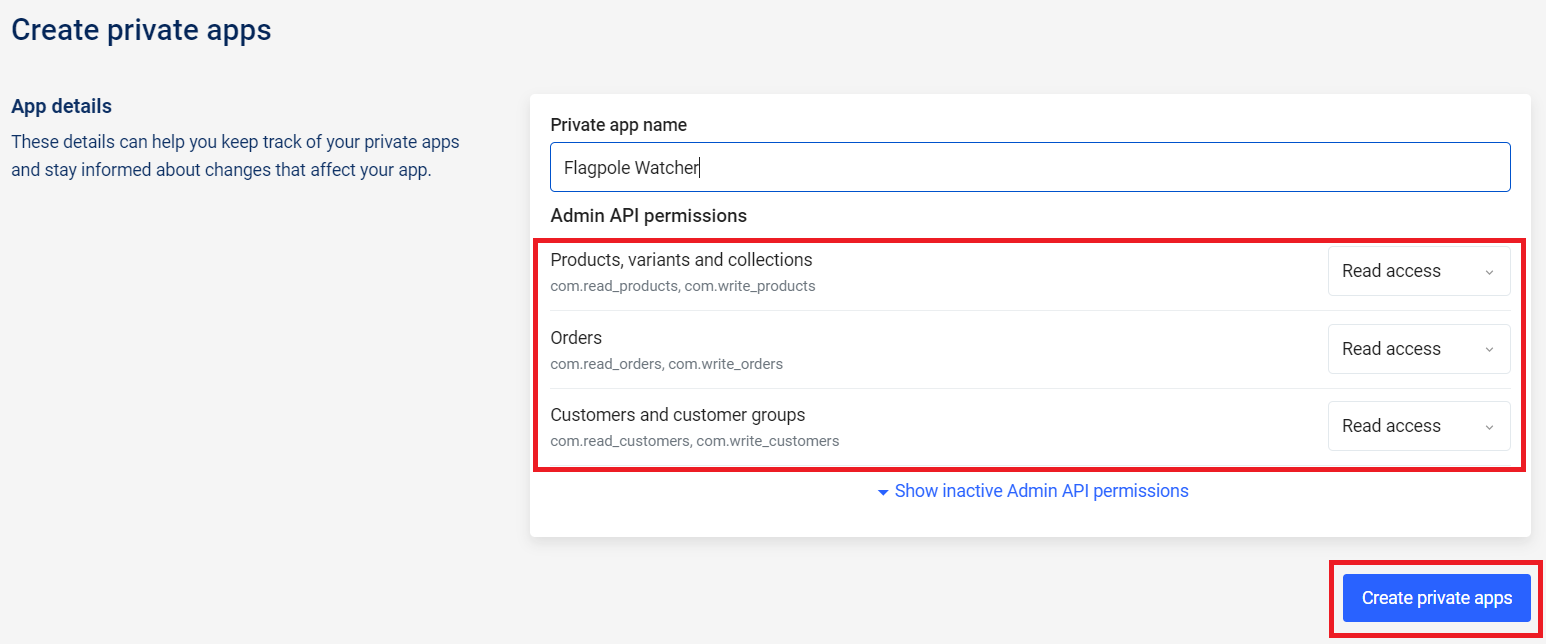 Create private apps
App details
These details can help you keep track of your private apps
and stay informed about changes that affect your app.
Private app name
Flagpole Watcher
Admin API permissions
Products, variants and collections
com.read_products, com.write_products
Read access
Orders
com.read_orders, com.write_orders
Read access
Customers and customer groups
com.read_customers, com.write_customers
Read access
Show inactive Admin API permissions
Create private apps